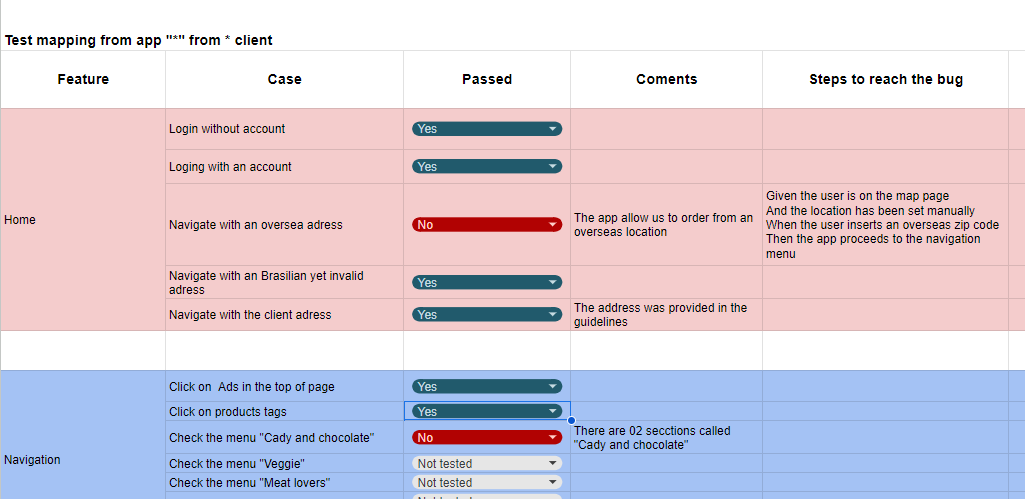 Test mapping from app "*" from * client
Feature
Case
Passed
Coments
Steps to reach the bug
Home
Login without account
Yes
Loging with an account
Yes
Navigate with an oversea adress
No
The app allow us to order from an
overseas location
Given the user is on the map page
And the location has been set manually
When the user inserts an overseas zip code
Then the app proceeds to the navigation
menu
Navigate with an Brasilian yet invalid
adress
Yes
Navigate with the client adress
Yes
The address was provided in the
guidelines
Navigation
Click on  Ads in the top of page
Yes
Click on products tags
Yes
Check the menu "Cady and chocolate"
No
There are 02 secctions called
"Cady and chocolate"
Check the menu "Veggie"
Not tested
Check the menu "Meat lovers"
Not tested